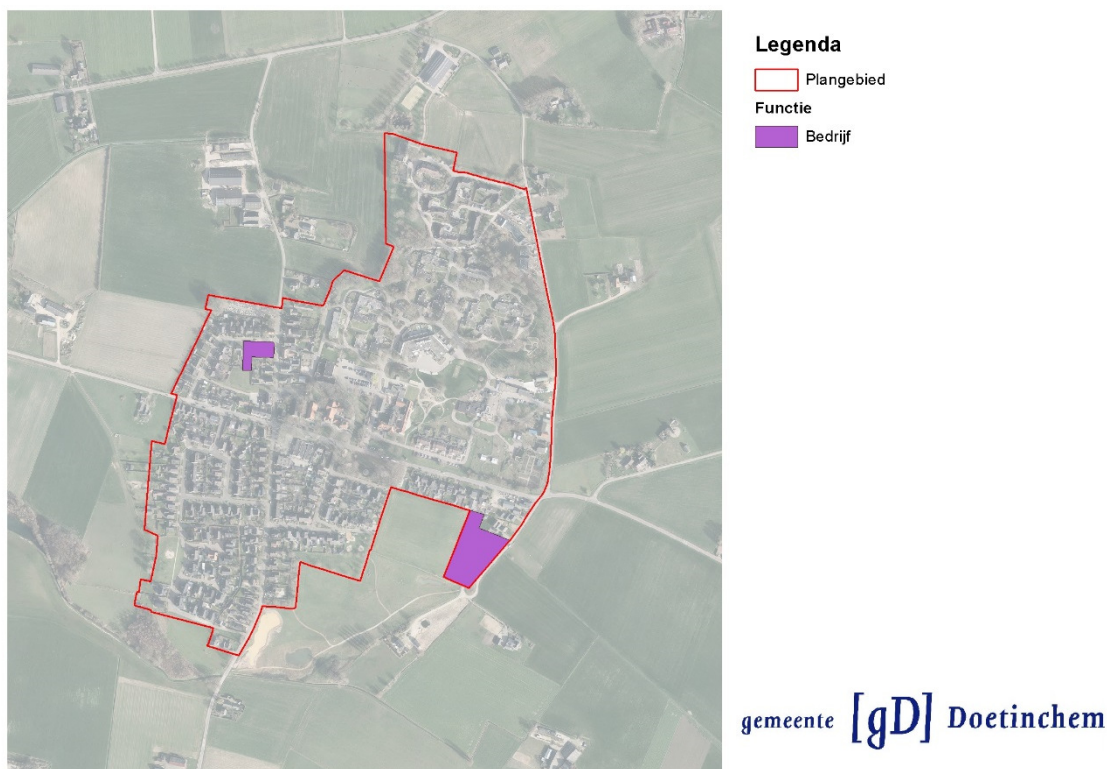 Legenda
Plangebied
Functie
Bedrijf
gemeente [gD] Doetinchem